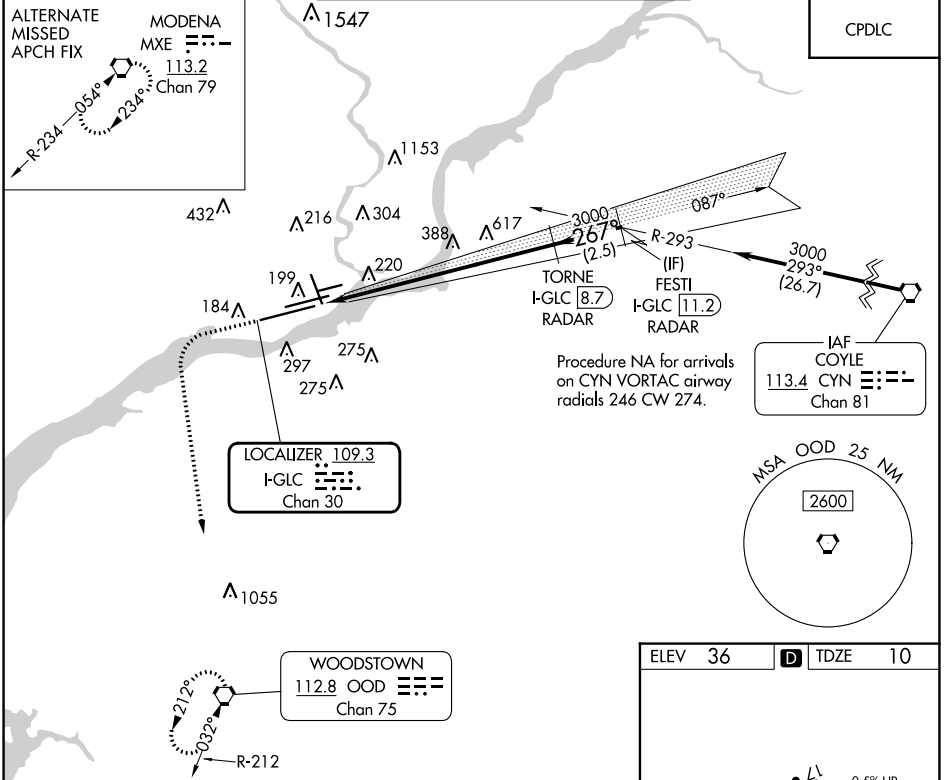 ALTERNATE
MISSED
APCH FIX
MODENA
MXE
113.2
Chan 79
054°
234°
R-234
1547
CPDLC
1153
432
216
304
388
617
199
220
184
297
275
275
3000
267°
(2.5)
087°
R-293
3000
293°
(26.7)
TORNE
I-GLC 8.7
RADAR
(IF)
FESTI
I-GLC 11.2
RADAR
Procedure NA for arrivals
on CYN VORTAC airway
radials 246 CW 274.
IAF
COYLE
113.4 CYN
Chan 81
LOCALIZER 109.3
I-GLC
Chan 30
MSA OOD 25 NM
2600
1055
WOODSTOWN
112.8 OOD
Chan 75
212°
032°
R-212
ELEV 36 D TDZE 10
17
0.5% UP